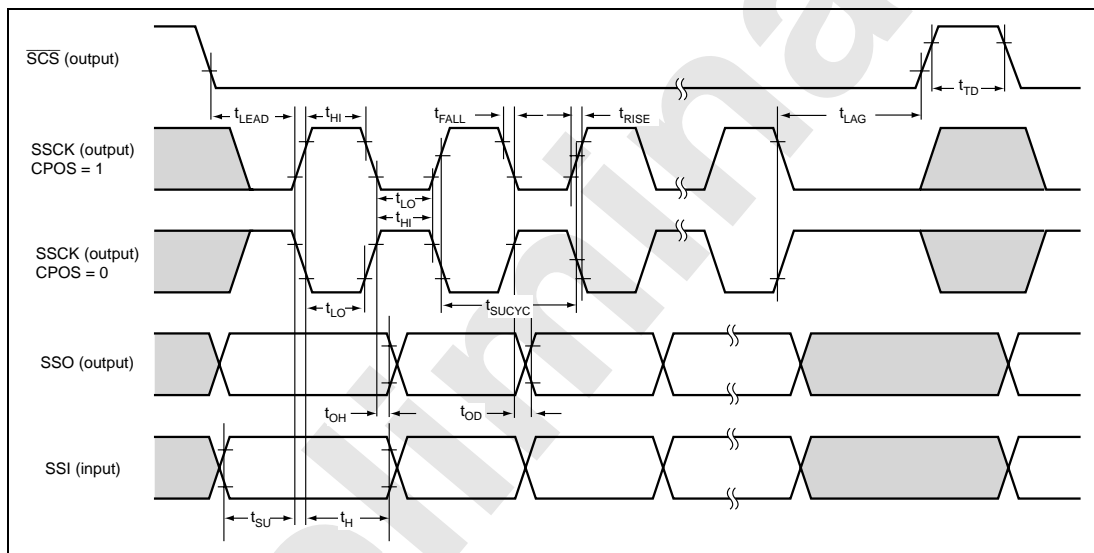 SCS (output)
tTD
tLEAD
tHI
tFALL
tRISE
tLAG
SSCK (output)
CPOS = 1
tLO
tHI
SSCK (output)
CPOS = 0
tLO
tSUCYC
SSO (output)
tOH
tOD
SSI (input)
tSU
tH